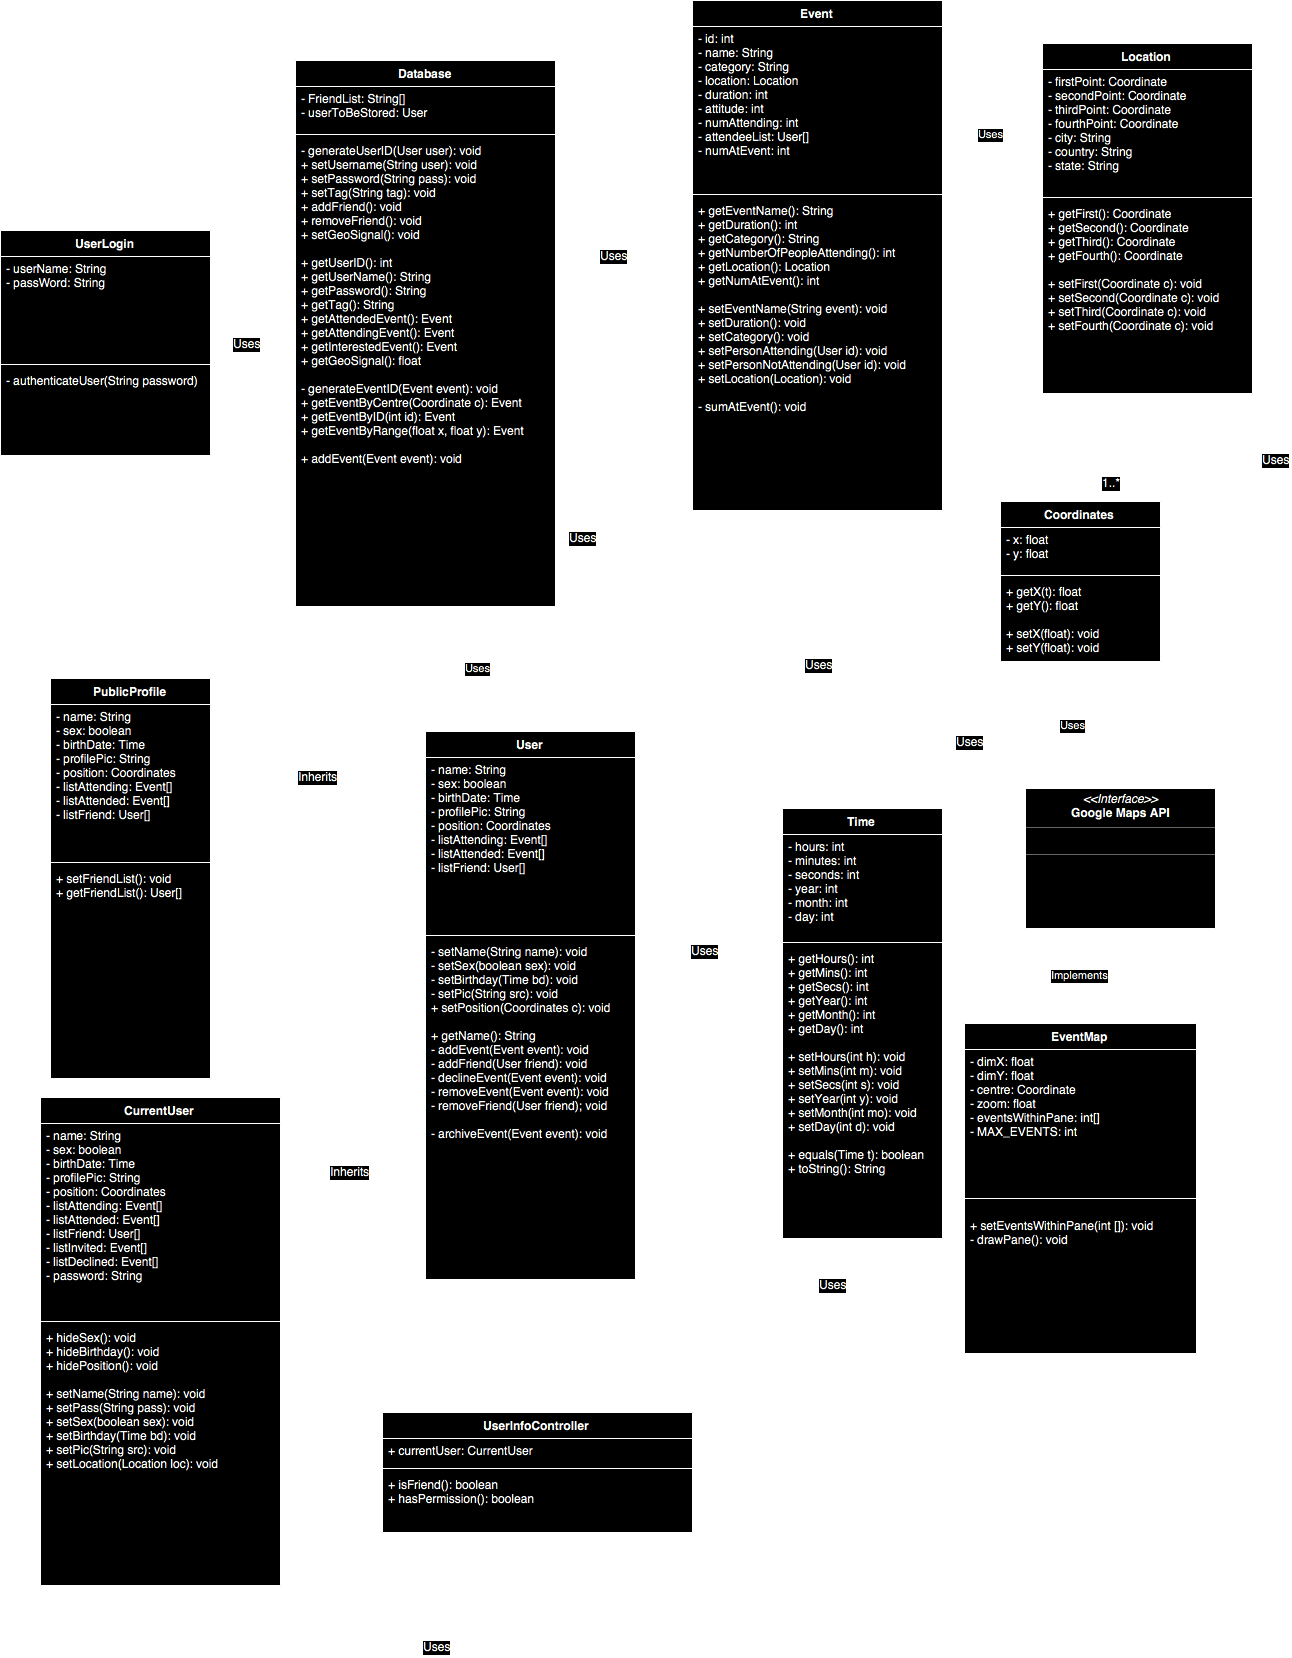 Event
- id: int
- name: String
- category: String
- location: Location
- duration: int
- attitude: int
- numAttending: int
- attendeeList: User[]
- numAtEvent: int
+ getEventName(): String
+ getDuration(): int
+ getCategory(): String
+ getNumberOfPeopleAttending(): int
+ getLocation(): Location
+ getNumAtEvent(): int
+ setEventName(String event): void
+ setDuration(): void
+ setCategory(): void
+ setPersonAttending(User id): void
+ setPersonNotAttending(User id): void
+ setLocation(Location): void
- sumAtEvent(): void
Location
- firstPoint: Coordinate
- secondPoint: Coordinate
- thirdPoint: Coordinate
- fourthPoint: Coordinate
- city: String
- country: String
- state: String
+ getFirst(): Coordinate
+ getSecond(): Coordinate
+ getThird(): Coordinate
+ getFourth(): Coordinate
+ setFirst(Coordinate c): void
+ setSecond(Coordinate c): void
+ setThird(Coordinate c): void
+ setFourth(Coordinate c): void
Uses
Database
- FriendList: String[]
- userToBeStored: User
- generateUserID(User user): void
+ setUsername(String user): void
+ setPassword(String pass): void
+ setTag(String tag): void
+ addFriend(): void
+ removeFriend(): void
+ setGeoSignal(): void
+ getUserID(): int
+ getUserName(): String
+ getPassword(): String
+ getTag(): String
+ getAttendedEvent(): Event
+ getAttendingEvent(): Event
+ getInterestedEvent(): Event
+ getGeoSignal(): float
- generateEventID(Event event): void
+ getEventByCentre(Coordinate c): Event
+ getEventByID(int id): Event
+ getEventByRange(float x, float y): Event
+ addEvent(Event event): void
Uses
UserLogin
- userName: String
- passWord: String
- authenticateUser(String password)
Uses
Uses
1..*
Uses
Coordinates
- x: float
- y: float
+ getX(t): float
+ getY(): float
+ setX(float): void
+ setY(float): void
Uses
Uses
Uses
Uses
Uses
PublicProfile
- name: String
- sex: boolean
- birthDate: Time
- profilePic: String
- position: Coordinates
- listAttending: Event[]
- listAttended: Event[]
- listFriend: User[]
+ setFriendList(): void
+ getFriendList(): User[]
Inherits
User
- name: String
- sex: boolean
- birthDate: Time
- profilePic: String
- position: Coordinates
- listAttending: Event[]
- listAttended: Event[]
- listFriend: User[]
- setName(String name): void
- setSex(boolean sex): void
- setBirthday(Time bd): void
- setPic(String src): void
+ setPosition(Coordinates c): void
+ getName(): String
- addEvent(Event event): void
- addFriend(User friend): void
- declineEvent(Event event): void
- removeEvent(Event event): void
- removeFriend(User friend); void
- archiveEvent(Event event): void
Uses
Time
- hours: int
- minutes: int
- seconds: int
- year: int
- month: int
- day: int
+ getHours(): int
+ getMins(): int
+ getSecs(): int
+ getYear(): int
+ getMonth(): int
+ getDay(): int
+ setHours(int h): void
+ setMins(int m): void
+ setSecs(int s): void
+ setYear(int y): void
+ setMonth(int mo): void
+ setDay(int d): void
+ equals(Time t): boolean
+ toString(): String
<<Interface>>
Google Maps API
Implements
EventMap
- dimX: float
- dimY: float
- centre: Coordinate
- zoom: float
- eventsWithinPane: int[]
- MAX_EVENTS: int
+ setEventsWithinPane(int []): void
- drawPane(): void
CurrentUser
- name: String
- sex: boolean
- birthDate: Time
- profilePic: String
- position: Coordinates
- listAttending: Event[]
- listAttended: Event[]
- listFriend: User[]
- listInvited: Event[]
- listDeclined: Event[]
- password: String
+ hideSex(): void
+ hideBirthday(): void
+ hidePosition(): void
+ setName(String name): void
+ setPass(String pass): void
+ setSex(boolean sex): void
+ setBirthday(Time bd): void
+ setPic(String src): void
+ setLocation(Location loc): void
Inherits
Uses
UserInfoController
+ currentUser: CurrentUser
+ isFriend(): boolean
+ hasPermission(): boolean
Uses